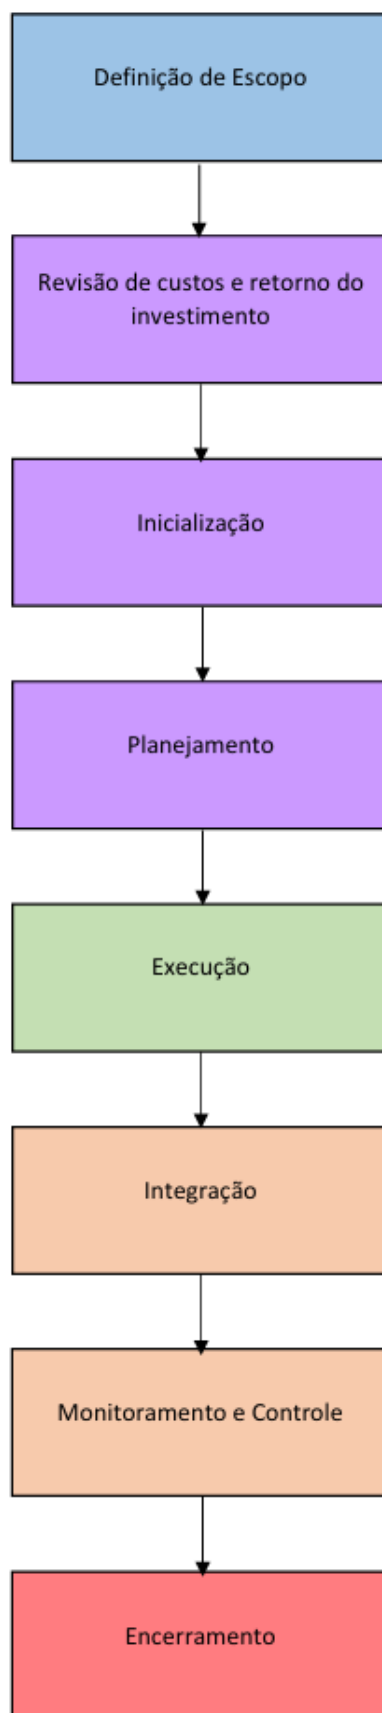 Definição de Escopo
Revisão de custos e retorno do
investimento
Inicialização
Planejamento
Execução
Integração
Monitoramento e Controle
Encerramento